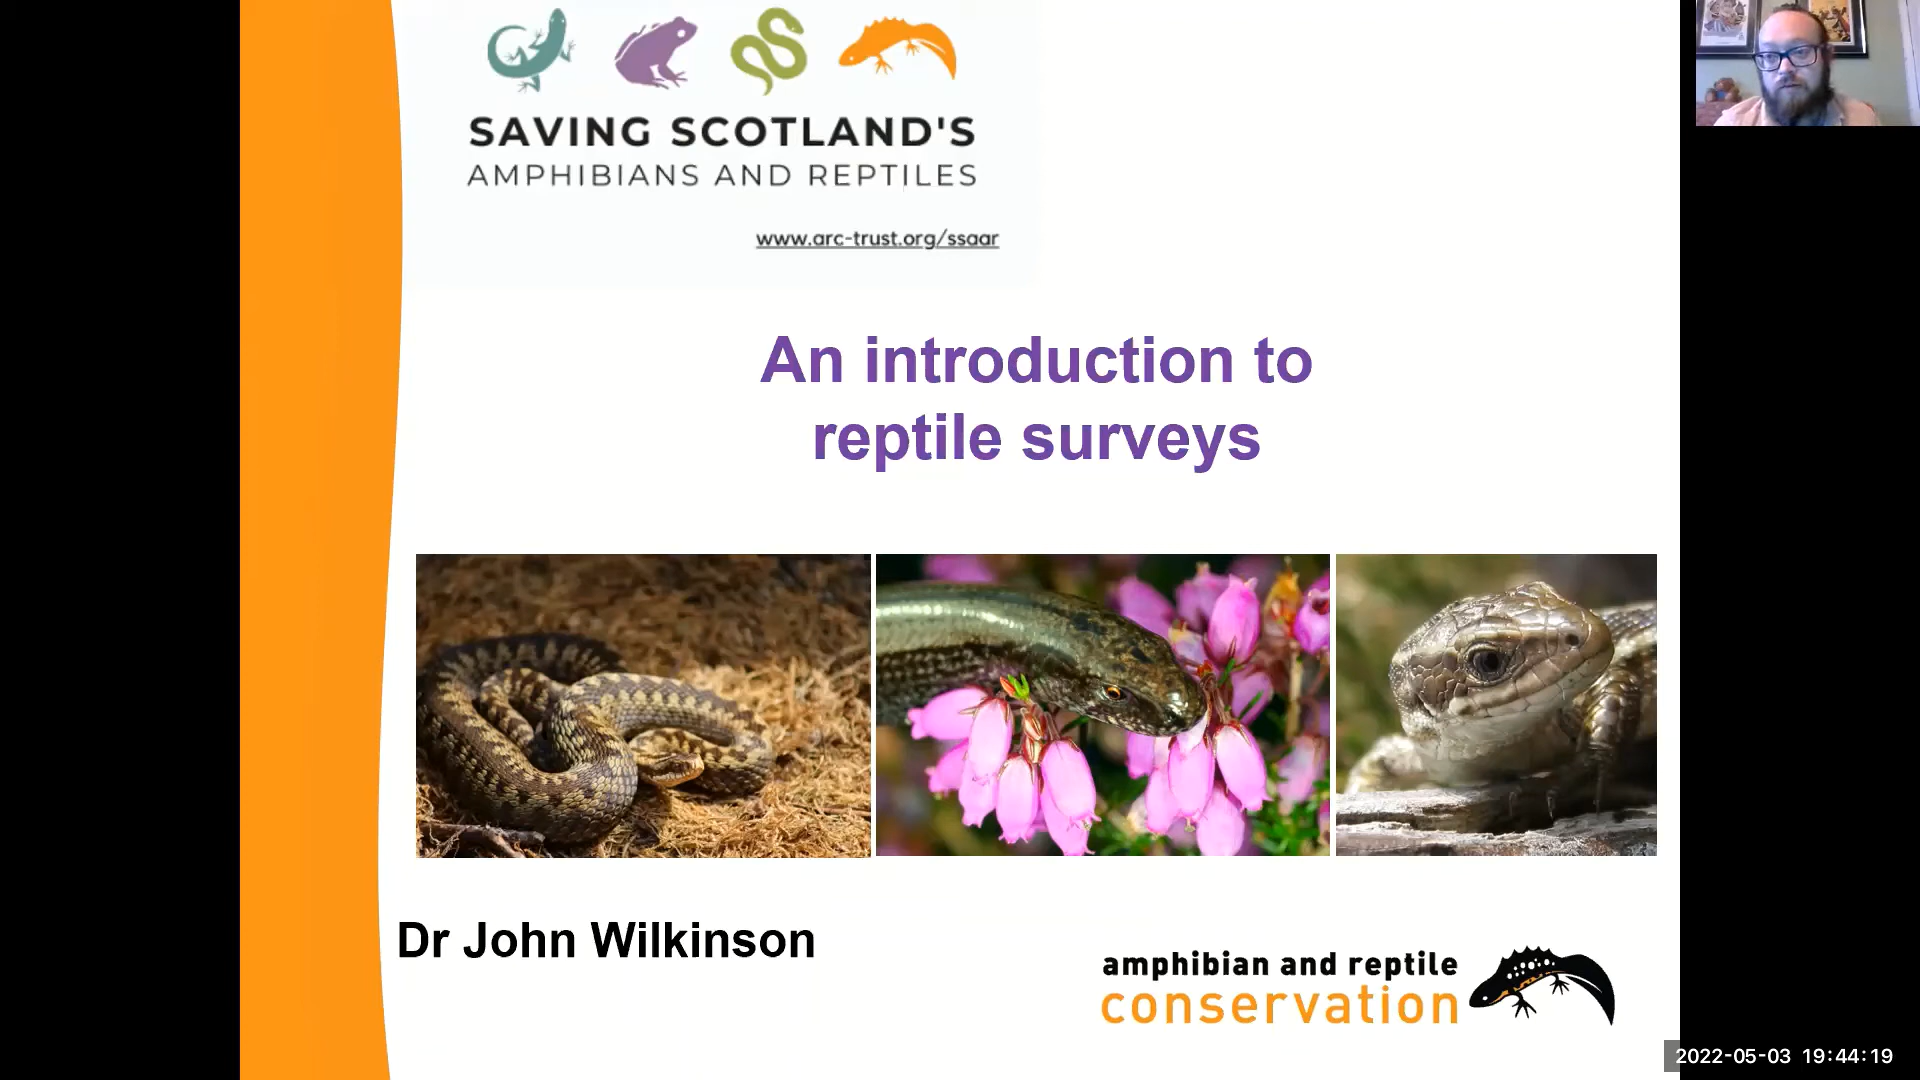 SAVING SCOTLAND'S
AMPHIBIANS AND REPTILES
www.arc-trust.org/ssaar
An introduction to
reptile surveys
Dr John Wilkinson
amphibian and reptile
conservation
2022-05-03 19:44:19